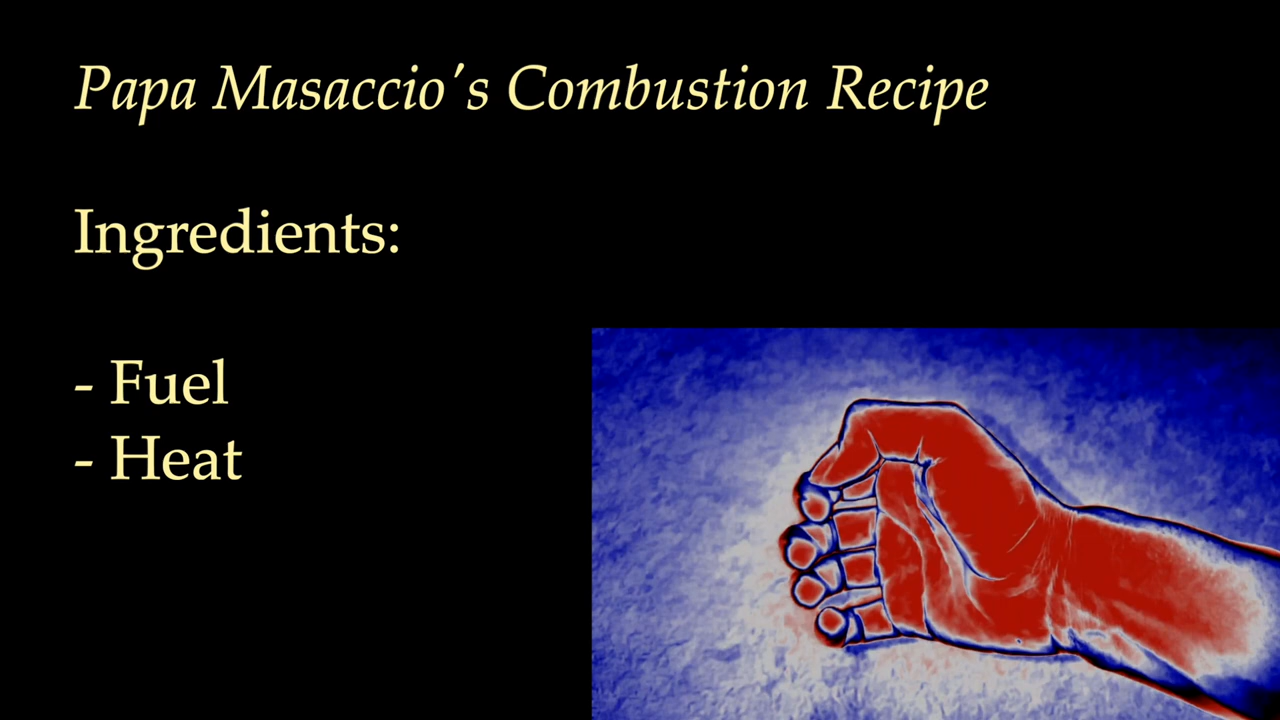 Papa Masaccio's Combustion Recipe
Ingredients:
- Fuel
- Heat